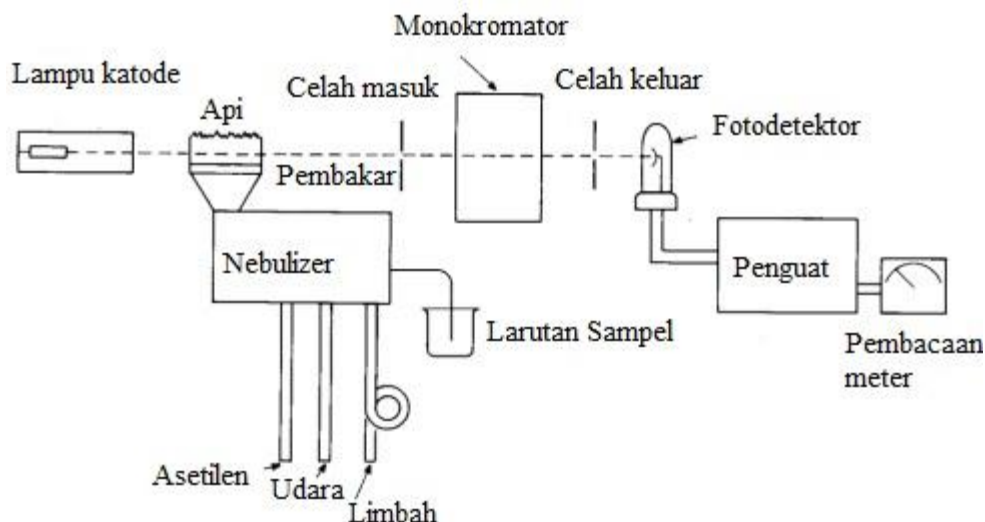 Monokromator
Lampu katode
Celah masuk
Celah keluar
Api
Fotodetektor
Pembakar
Nebulizer
Penguat
Larutan Sampel
Pembacaan
meter
Asetilen
Udara
Limbah